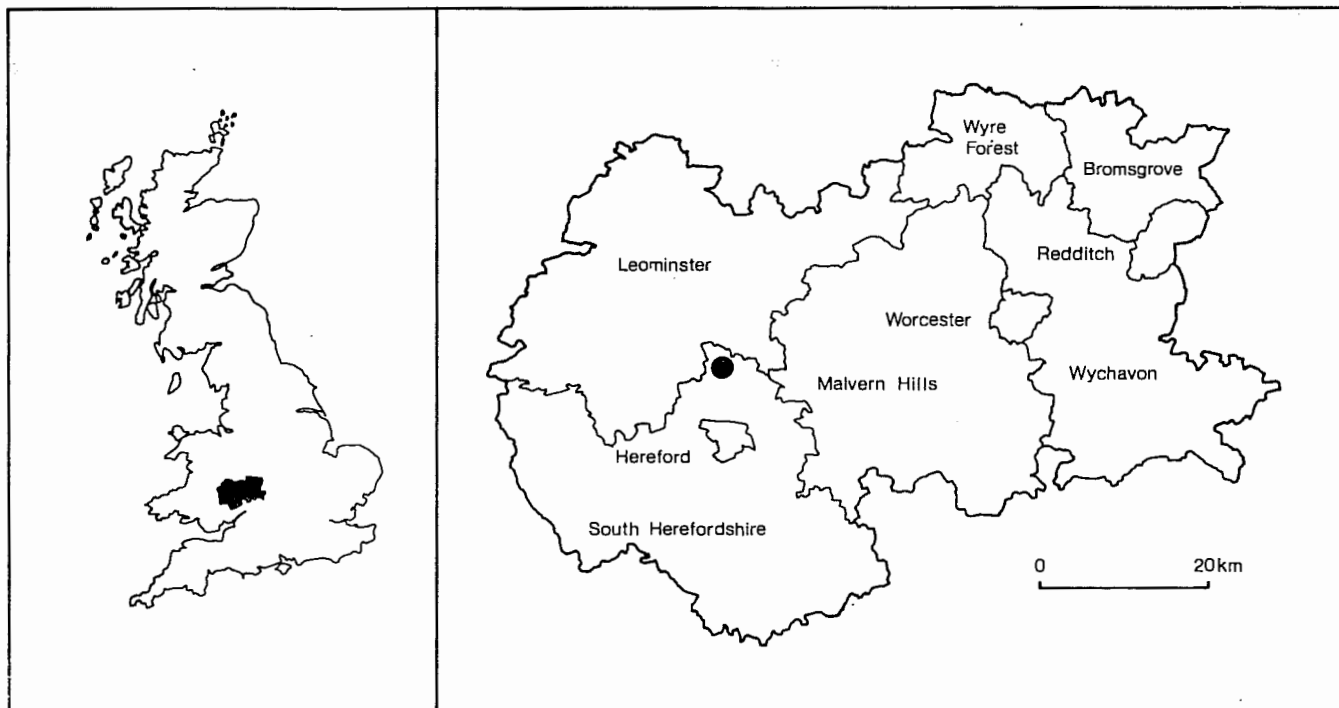 Wyre
Forest
Bromsgrove
Leominster
Redditch
Worcester
Malvern Hills
Wychavon
Hereford
South Herefordshire
0 20km